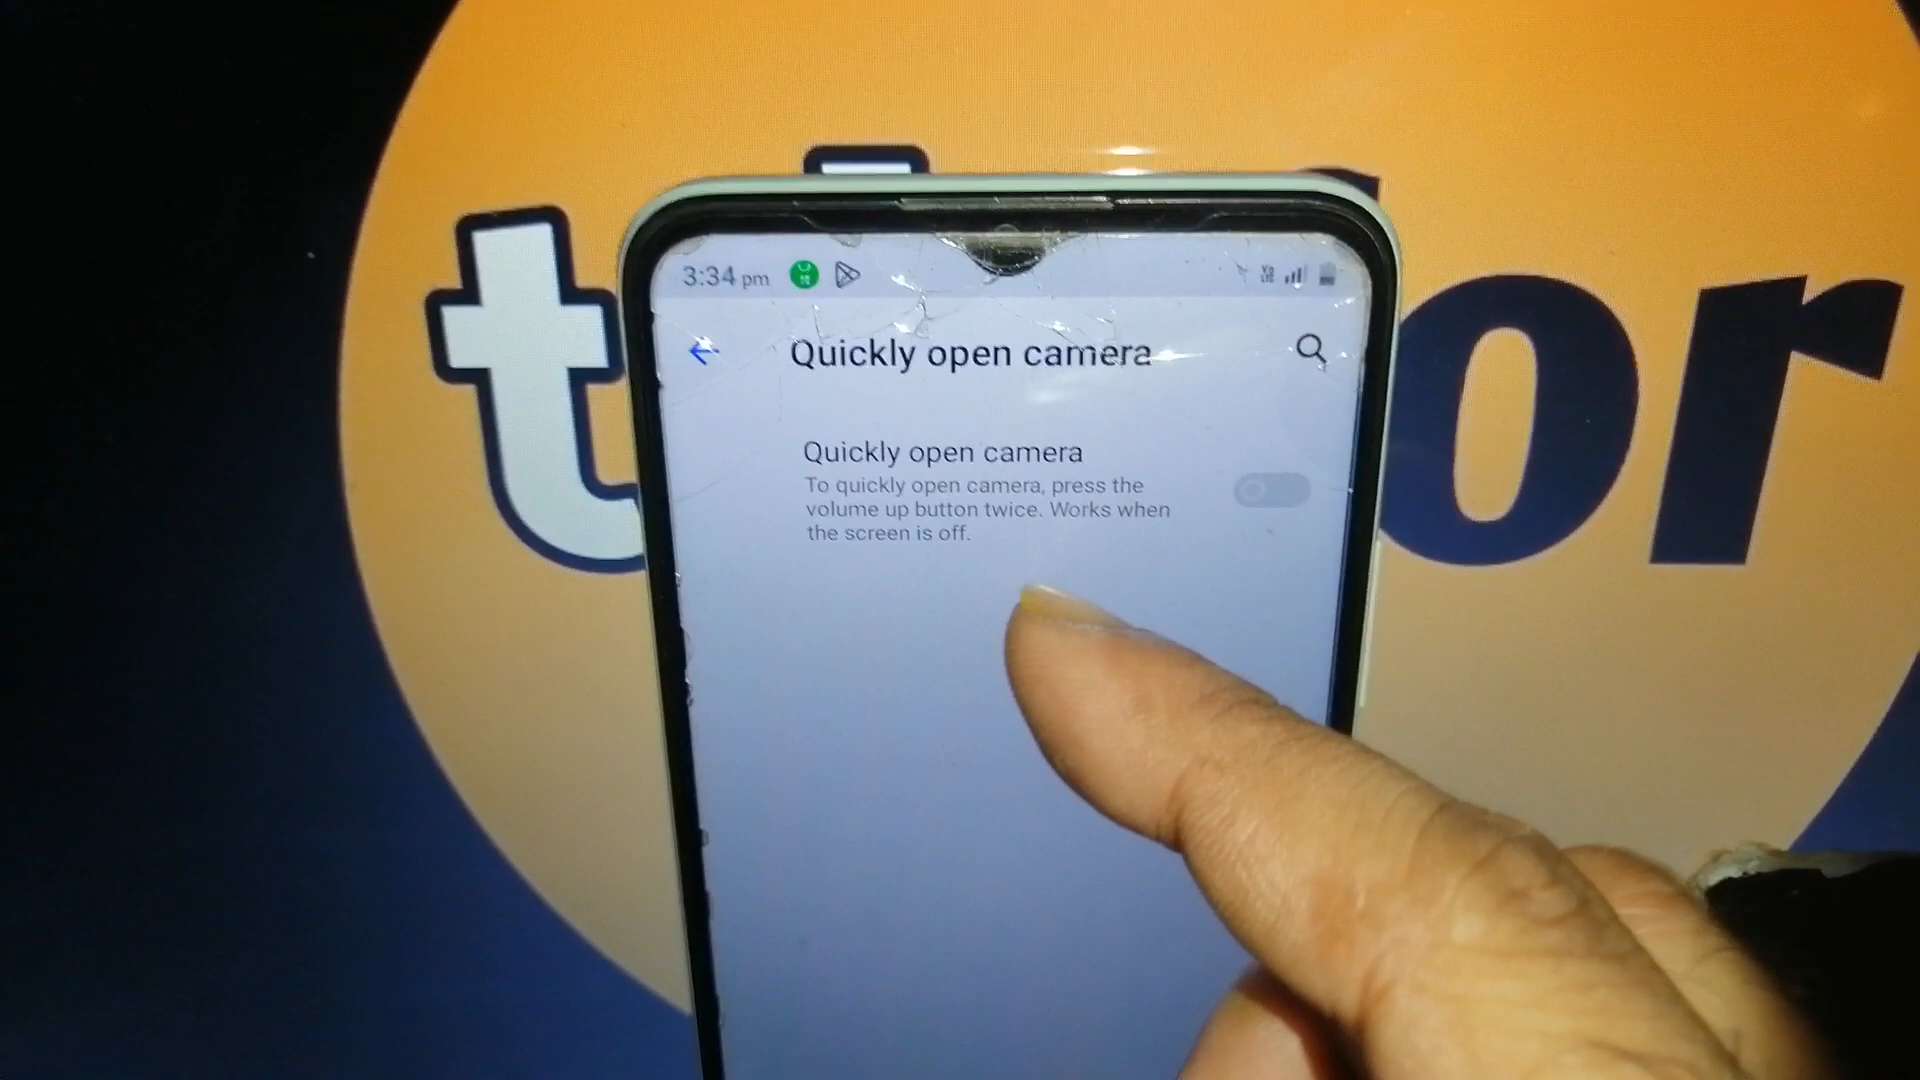 3:34 pm
Quickly open camera
Quickly open camera
To quickly open camera, press the
volume up button twice. Works when
the screen is off.